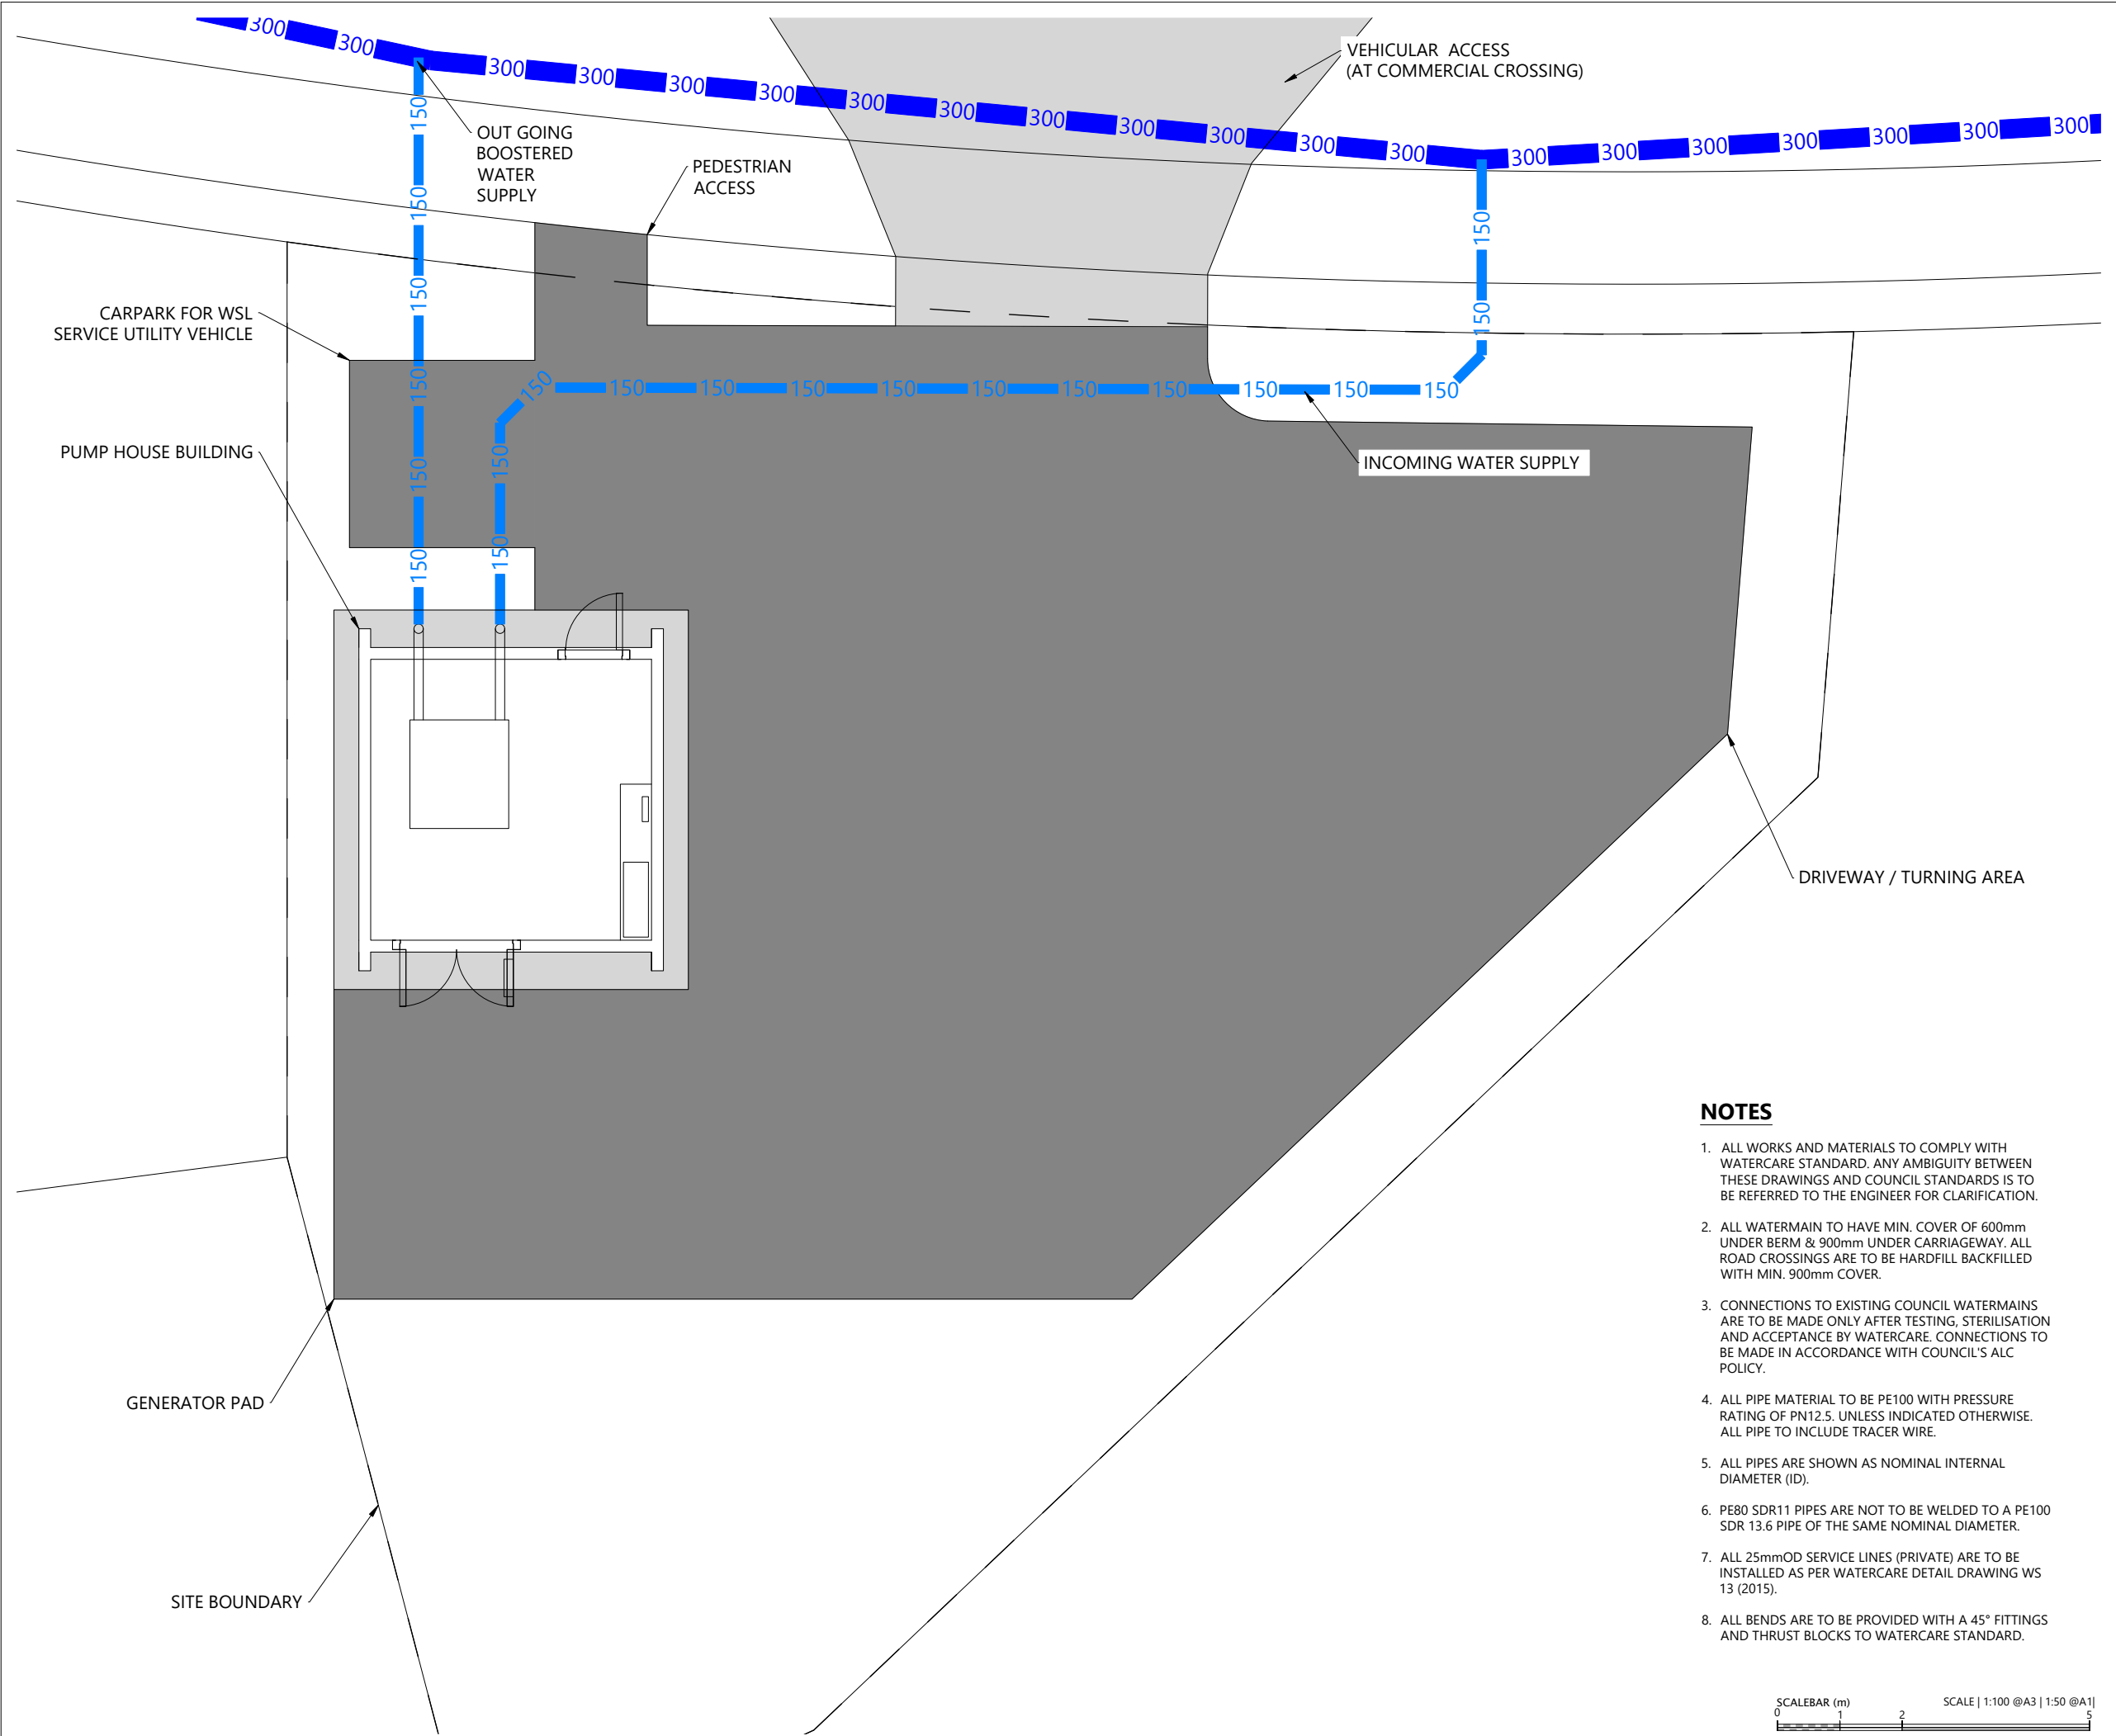 300 300 300 300 300 300 300 300 300 300 300 300 300 300 300 300 300 300 300 300
VEHICULAR ACCESS
(AT COMMERCIAL CROSSING)
OUT GOING
BOOSTERED
WATER
SUPPLY
PEDESTRIAN
ACCESS
150 150 150 150 150 150
150 150
CARPARK FOR WSL
SERVICE UTILITY VEHICLE
150 150 150 150 150 150 150 150 150 150 150
150 150
PUMP HOUSE BUILDING
INCOMING WATER SUPPLY
DRIVEWAY / TURNING AREA
GENERATOR PAD
SITE BOUNDARY
NOTES
1. ALL WORKS AND MATERIALS TO COMPLY WITH
WATERCARE STANDARD. ANY AMBIGUITY BETWEEN
THESE DRAWINGS AND COUNCIL STANDARDS IS TO
BE REFERRED TO THE ENGINEER FOR CLARIFICATION.
2. ALL WATERMAIN TO HAVE MIN. COVER OF 600mm
UNDER BERM & 900mm UNDER CARRIAGEWAY. ALL
ROAD CROSSINGS ARE TO BE HARDFILL BACKFILLED
WITH MIN. 900mm COVER.
3. CONNECTIONS TO EXISTING COUNCIL WATERMAINS
ARE TO BE MADE ONLY AFTER TESTING, STERILISATION
AND ACCEPTANCE BY WATERCARE. CONNECTIONS TO
BE MADE IN ACCORDANCE WITH COUNCIL'S ALC
POLICY.
4. ALL PIPE MATERIAL TO BE PE100 WITH PRESSURE
RATING OF PN12.5. UNLESS INDICATED OTHERWISE.
ALL PIPE TO INCLUDE TRACER WIRE.
5. ALL PIPES ARE SHOWN AS NOMINAL INTERNAL
DIAMETER (ID).
6. PE80 SDR11 PIPES ARE NOT TO BE WELDED TO A PE100
SDR 13.6 PIPE OF THE SAME NOMINAL DIAMETER.
7. ALL 25mmOD SERVICE LINES (PRIVATE) ARE TO BE
INSTALLED AS PER WATERCARE DETAIL DRAWING WS
13 (2015).
8. ALL BENDS ARE TO BE PROVIDED WITH A 45° FITTINGS
AND THRUST BLOCKS TO WATERCARE STANDARD.
SCALEBAR (m) SCALE | 1:100 @A3 | 1:50 @A1|
0 1 2 5